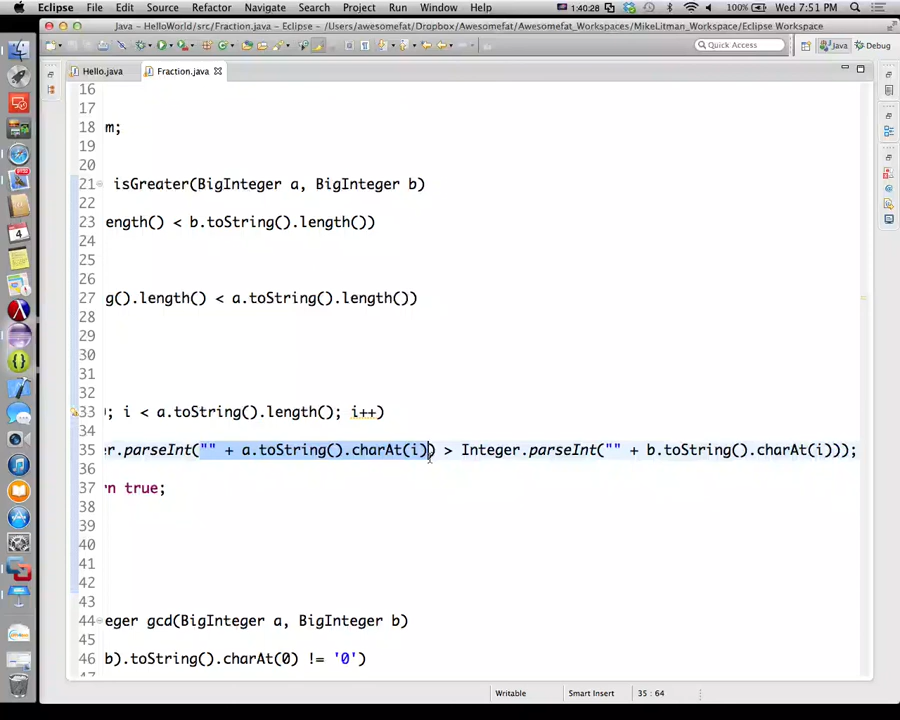 Eclipse File Edit Source Refactor Navigate Search Project Run Window Help 1:40:28 100% Wed 7:51 PM
Java – HelloWorld/src/Fraction.java – Eclipse – /Users/awesomefat/Dropbox/Awesomefat/Awesomefat_Workspaces/MikeLitman_Workspace/Eclipse Workspace
Quick Access Java Debug
Hello.java Fraction.java
16
17
18 m;
19
20
21 isGreater(BigInteger a, BigInteger b)
22
23 ength() < b.toString().length())
24
25
26
27 g().length() < a.toString().length())
28
29
30
31
32
33 ; i < a.toString().length(); i++)
34
35 r.parseInt("" + a.toString().charAt(i)) > Integer.parseInt("" + b.toString().charAt(i)));
36
37 rn true;
38
39
40
41
42
43
44 eger gcd(BigInteger a, BigInteger b)
45
46 b).toString().charAt(0) != '0')
47
Writable Smart Insert 35 : 64